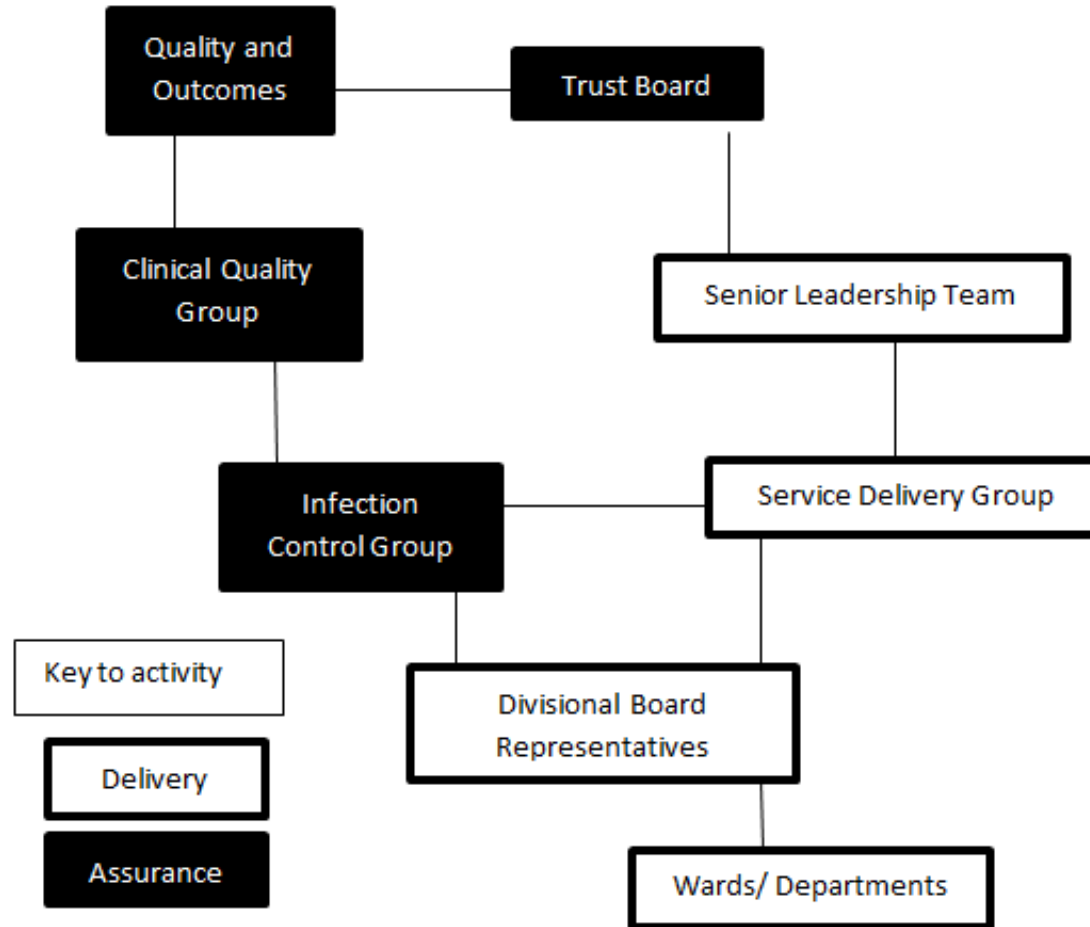 Quality and
Outcomes
Trust Board
Clinical Quality
Group
Senior Leadership Team
Infection
Control Group
Service Delivery Group
Key to activity
Divisional Board
Representatives
Delivery
Assurance
Wards/ Departments